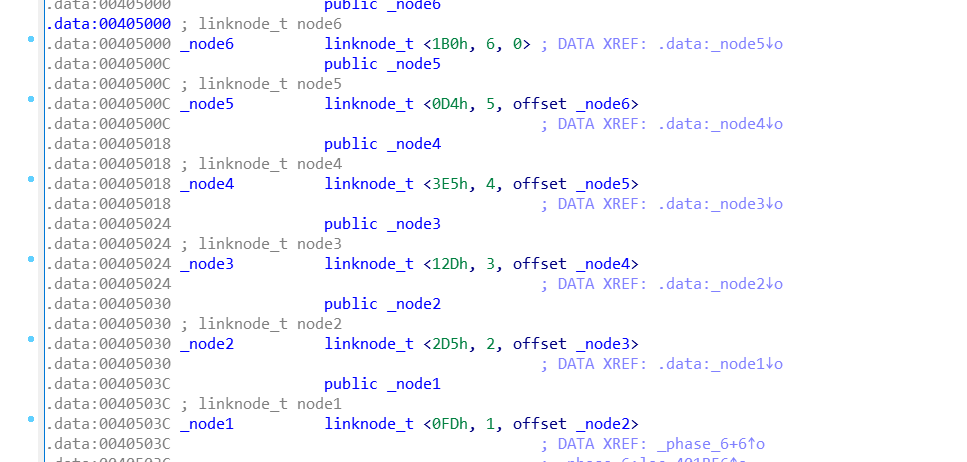 .data:00405000 public _node6
.data:00405000 ; linknode_t node6
.data:00405000 _node6 linknode_t <1B0h, 6, 0> ; DATA XREF: .data:_node5↓o
.data:0040500C public _node5
.data:0040500C ; linknode_t node5
.data:0040500C _node5 linknode_t <0D4h, 5, offset _node6>
.data:0040500C ; DATA XREF: .data:_node4↓o
.data:00405018 public _node4
.data:00405018 ; linknode_t node4
.data:00405018 _node4 linknode_t <3E5h, 4, offset _node5>
.data:00405018 ; DATA XREF: .data:_node3↓o
.data:00405024 public _node3
.data:00405024 ; linknode_t node3
.data:00405024 _node3 linknode_t <12Dh, 3, offset _node4>
.data:00405024 ; DATA XREF: .data:_node2↓o
.data:00405030 public _node2
.data:00405030 ; linknode_t node2
.data:00405030 _node2 linknode_t <2D5h, 2, offset _node3>
.data:00405030 ; DATA XREF: .data:_node1↓o
.data:0040503C public _node1
.data:0040503C ; linknode_t node1
.data:0040503C _node1 linknode_t <0FDh, 1, offset _node2>
.data:0040503C ; DATA XREF: _phase_6+6↑o